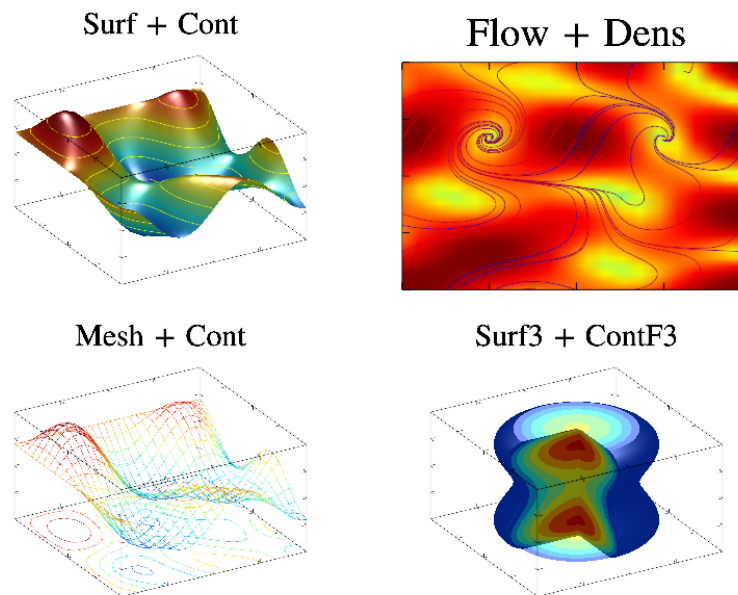 Surf + Cont
Flow + Dens
Mesh + Cont
Surf3 + ContF3